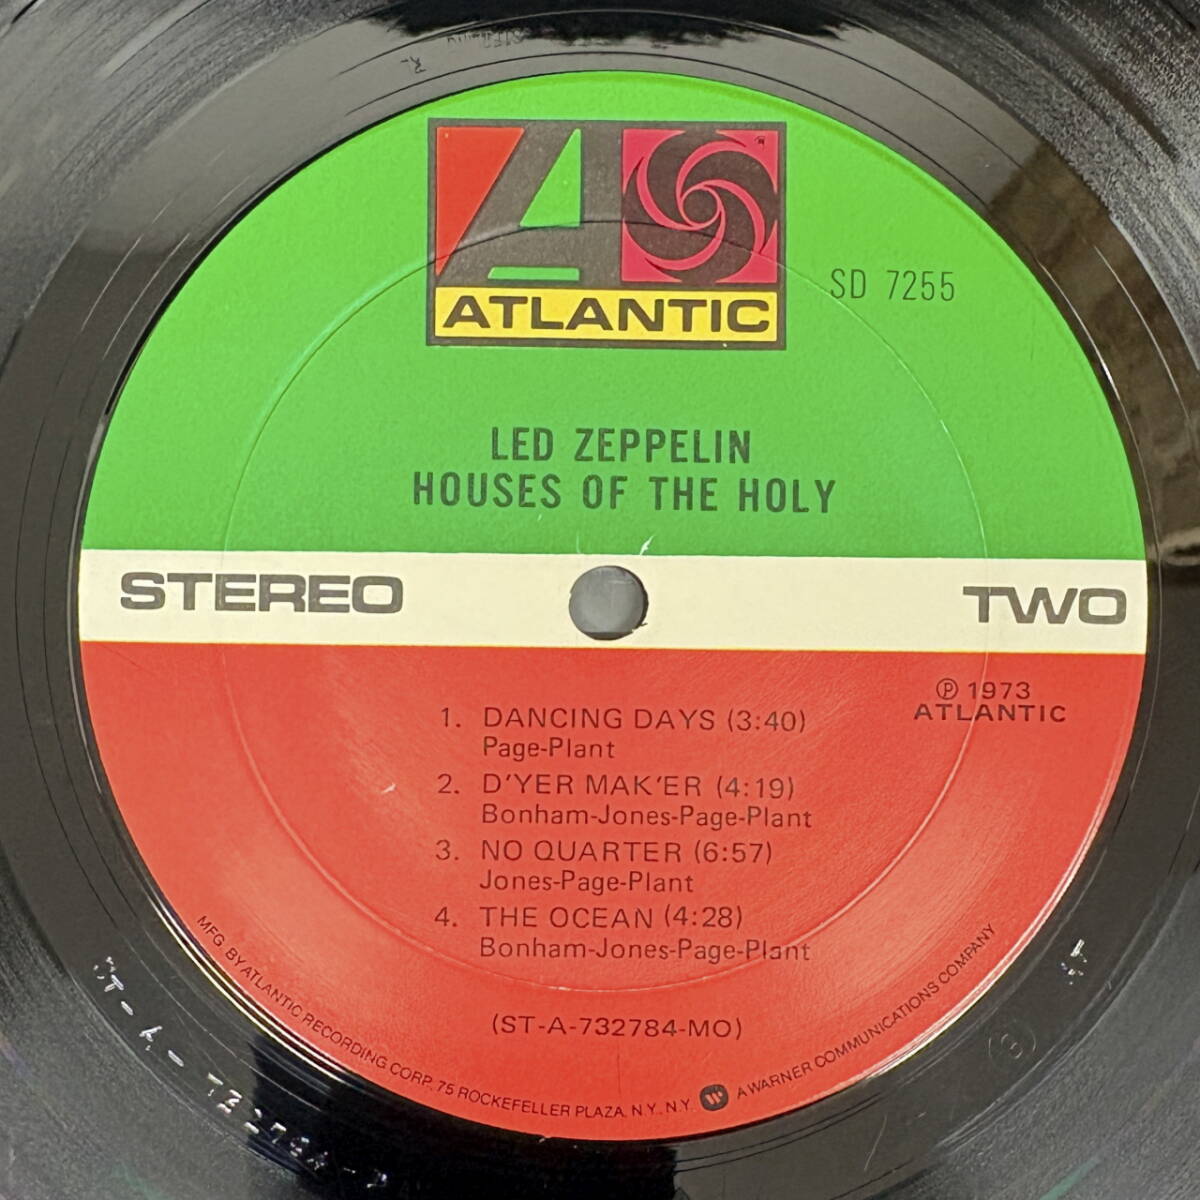 ATLANTIC
SD 7255
LED ZEPPELIN
HOUSES OF THE HOLY
STEREO
TWO
℗ 1973
ATLANTIC
1. DANCING DAYS (3:40)
Page-Plant
2. D'YER MAK'ER (4:19)
Bonham-Jones-Page-Plant
3. NO QUARTER (6:57)
Jones-Page-Plant
4. THE OCEAN (4:28)
Bonham-Jones-Page-Plant
(ST-A-732784-MO)
MFG. BY ATLANTIC RECORDING CORP. 75 ROCKEFELLER PLAZA, N.Y., N.Y. W A WARNER COMMUNICATIONS COMPANY
RL